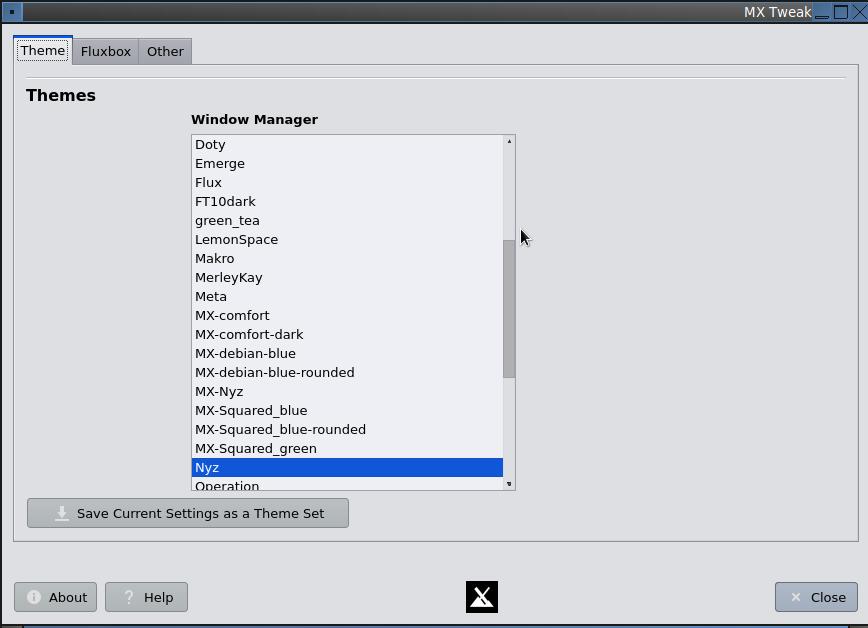 MX Tweak
Theme Fluxbox Other
Themes
Window Manager
Doty
Emerge
Flux
FT10dark
green_tea
LemonSpace
Makro
MerleyKay
Meta
MX-comfort
MX-comfort-dark
MX-debian-blue
MX-debian-blue-rounded
MX-Nyz
MX-Squared_blue
MX-Squared_blue-rounded
MX-Squared_green
Nyz
Operation
Save Current Settings as a Theme Set
About Help Close